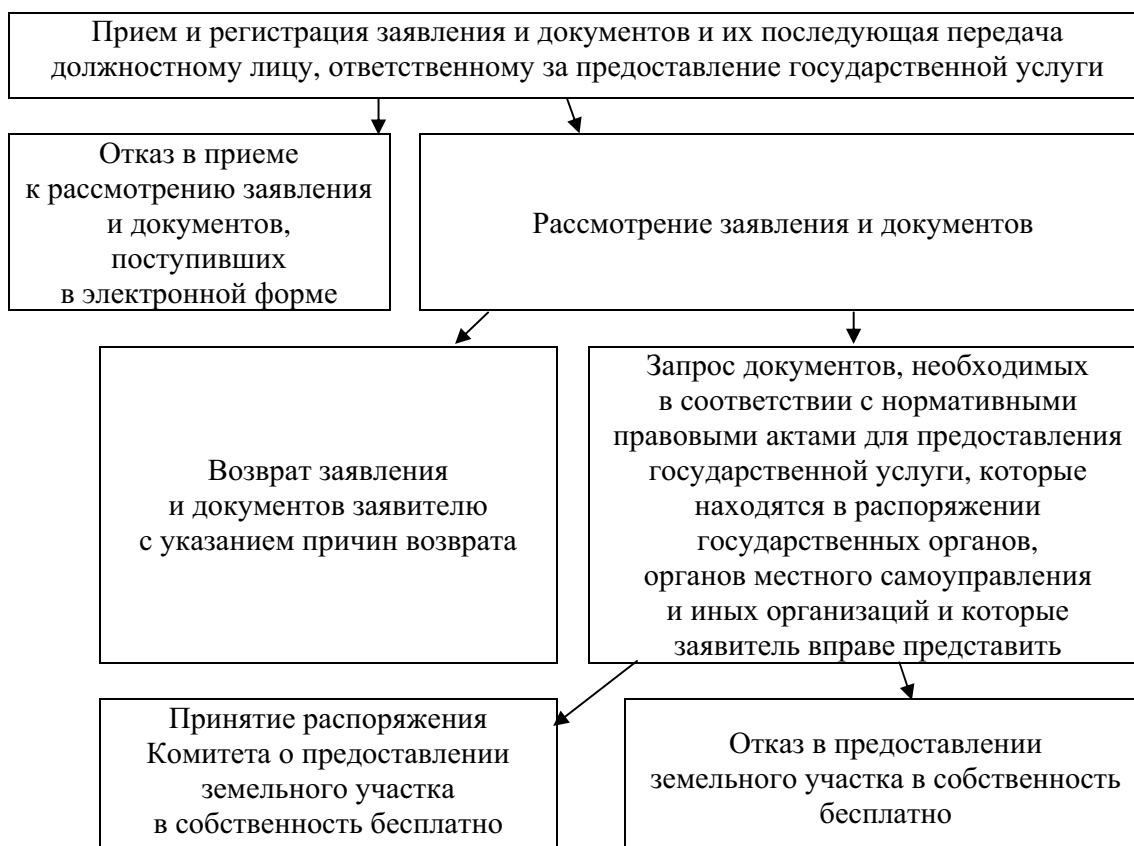 Прием и регистрация заявления и документов и их последующая передача
должностному лицу, ответственному за предоставление государственной услуги
Отказ в приеме
к рассмотрению заявления
и документов,
поступивших
в электронной форме
Рассмотрение заявления и документов
Возврат заявления
и документов заявителю
с указанием причин возврата
Запрос документов, необходимых
в соответствии с нормативными
правовыми актами для предоставления
государственной услуги, которые
находятся в распоряжении
государственных органов,
органов местного самоуправления
и иных организаций и которые
заявитель вправе представить
Принятие распоряжения
Комитета о предоставлении
земельного участка
в собственность бесплатно
Отказ в предоставлении
земельного участка в собственность
бесплатно